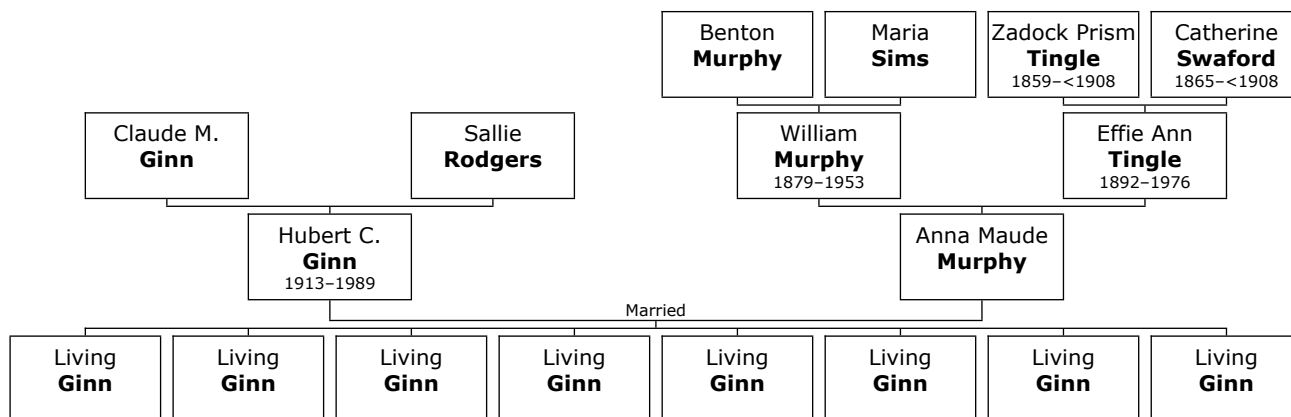 Benton
Murphy
Maria
Sims
Zadock Prism
Tingle
1859–<1908
Catherine
Swaford
1865–<1908
Claude M.
Ginn
Sallie
Rodgers
William
Murphy
1879–1953
Effie Ann
Tingle
1892–1976
Hubert C.
Ginn
1913–1989
Anna Maude
Murphy
Married
Living
Ginn
Living
Ginn
Living
Ginn
Living
Ginn
Living
Ginn
Living
Ginn
Living
Ginn
Living
Ginn